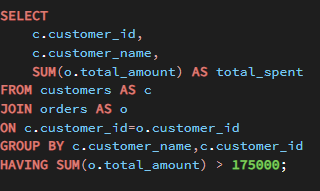 SELECT
    c.customer_id,
    c.customer_name,
    SUM(o.total_amount) AS total_spent
FROM customers AS c
JOIN orders AS o
ON c.customer_id=o.customer_id
GROUP BY c.customer_name,c.customer_id
HAVING SUM(o.total_amount) > 175000;